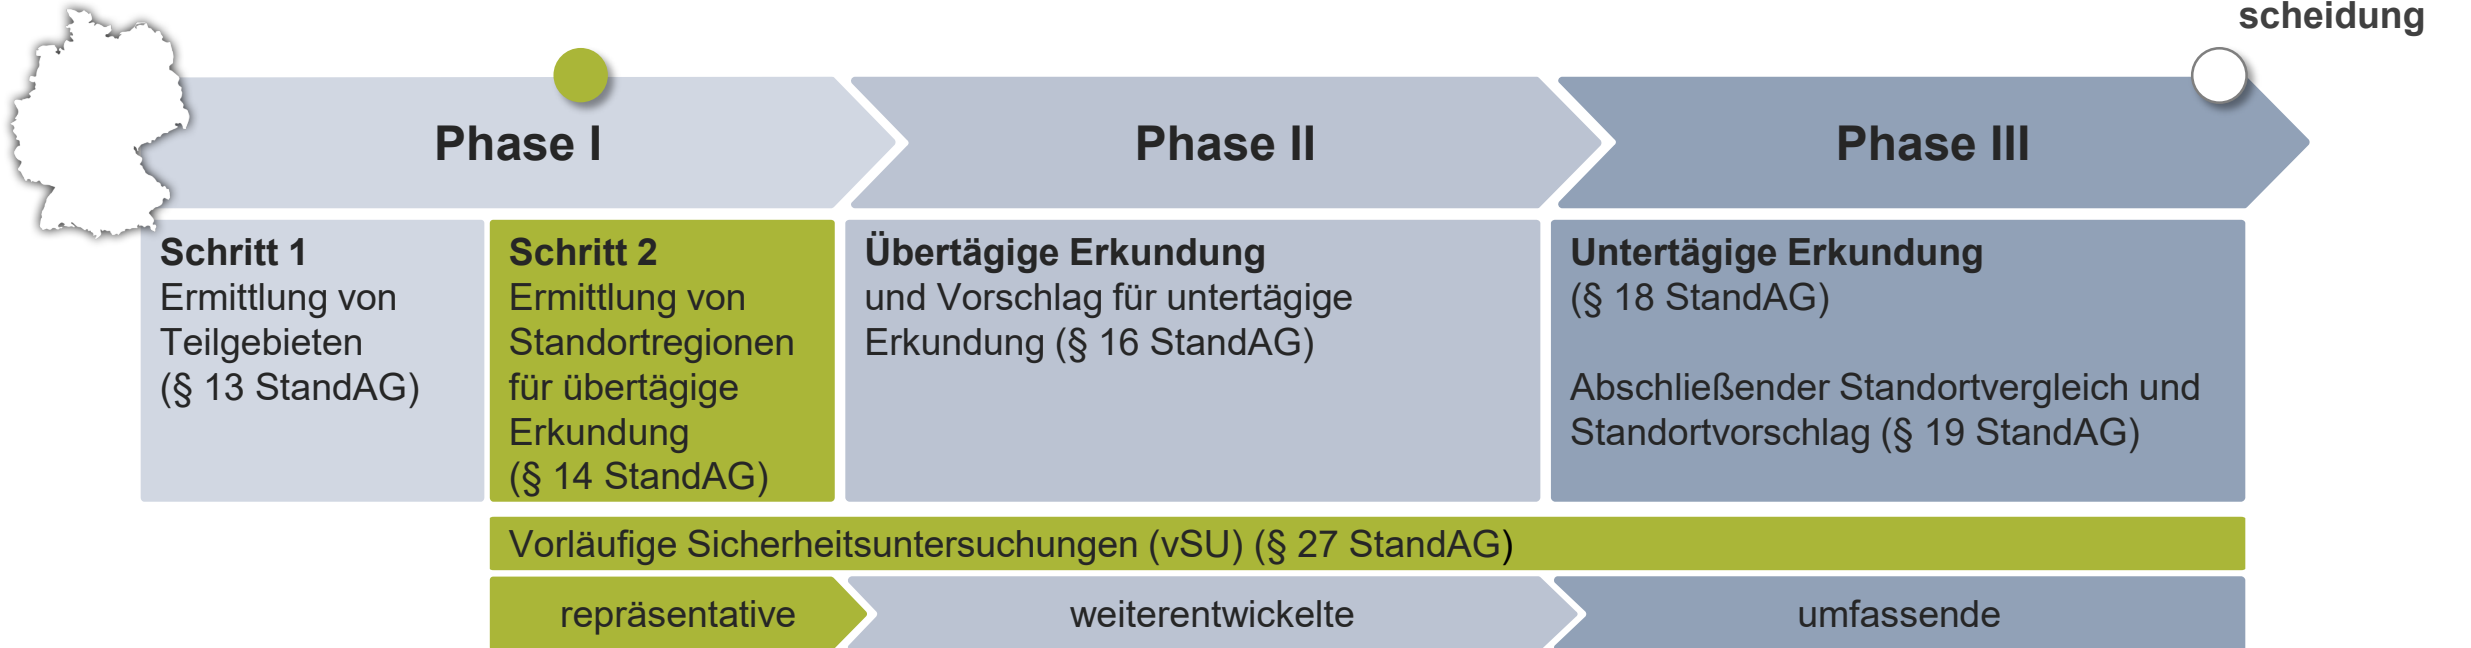 scheidung
Phase I
Phase II
Phase III
Schritt 1
Ermittlung von
Teilgebieten
(§ 13 StandAG)
Schritt 2
Ermittlung von
Standortregionen
für übertägige
Erkundung
(§ 14 StandAG)
Übertägige Erkundung
und Vorschlag für untertägige
Erkundung (§ 16 StandAG)
Untertägige Erkundung
(§ 18 StandAG)
Abschließender Standortvergleich und
Standortvorschlag (§ 19 StandAG)
Vorläufige Sicherheitsuntersuchungen (vSU) (§ 27 StandAG)
repräsentative
weiterentwickelte
umfassende